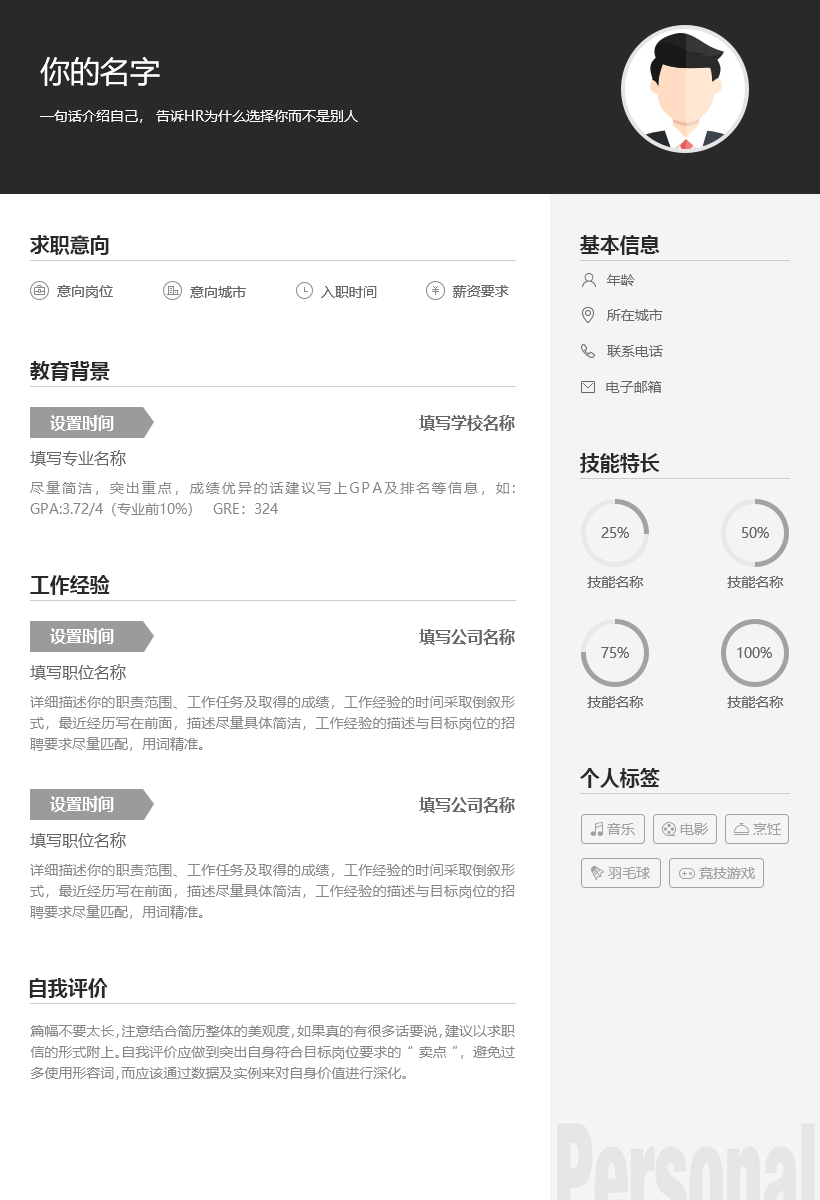 你的名字
一句话介绍自己， 告诉HR为什么选择你而不是别人
求职意向
意向岗位 意向城市 入职时间 薪资要求
教育背景
设置时间 填写学校名称
填写专业名称
尽量简洁，突出重点，成绩优异的话建议写上GPA及排名等信息，如:
GPA:3.72/4（专业前10%） GRE：324
工作经验
设置时间 填写公司名称
填写职位名称
详细描述你的职责范围、工作任务及取得的成绩，工作经验的时间采取倒叙形
式，最近经历写在前面，描述尽量具体简洁，工作经验的描述与目标岗位的招
聘要求尽量匹配，用词精准。
设置时间 填写公司名称
填写职位名称
详细描述你的职责范围、工作任务及取得的成绩，工作经验的时间采取倒叙形
式，最近经历写在前面，描述尽量具体简洁，工作经验的描述与目标岗位的招
聘要求尽量匹配，用词精准。
自我评价
篇幅不要太长,注意结合简历整体的美观度,如果真的有很多话要说,建议以求职
信的形式附上。自我评价应做到突出自身符合目标岗位要求的“ 卖点 ”，避免过
多使用形容词,而应该通过数据及实例来对自身价值进行深化。
基本信息
年龄
所在城市
联系电话
电子邮箱
技能特长
25% 50%
技能名称 技能名称
75% 100%
技能名称 技能名称
个人标签
音乐 电影 烹饪
羽毛球 竞技游戏
Personal